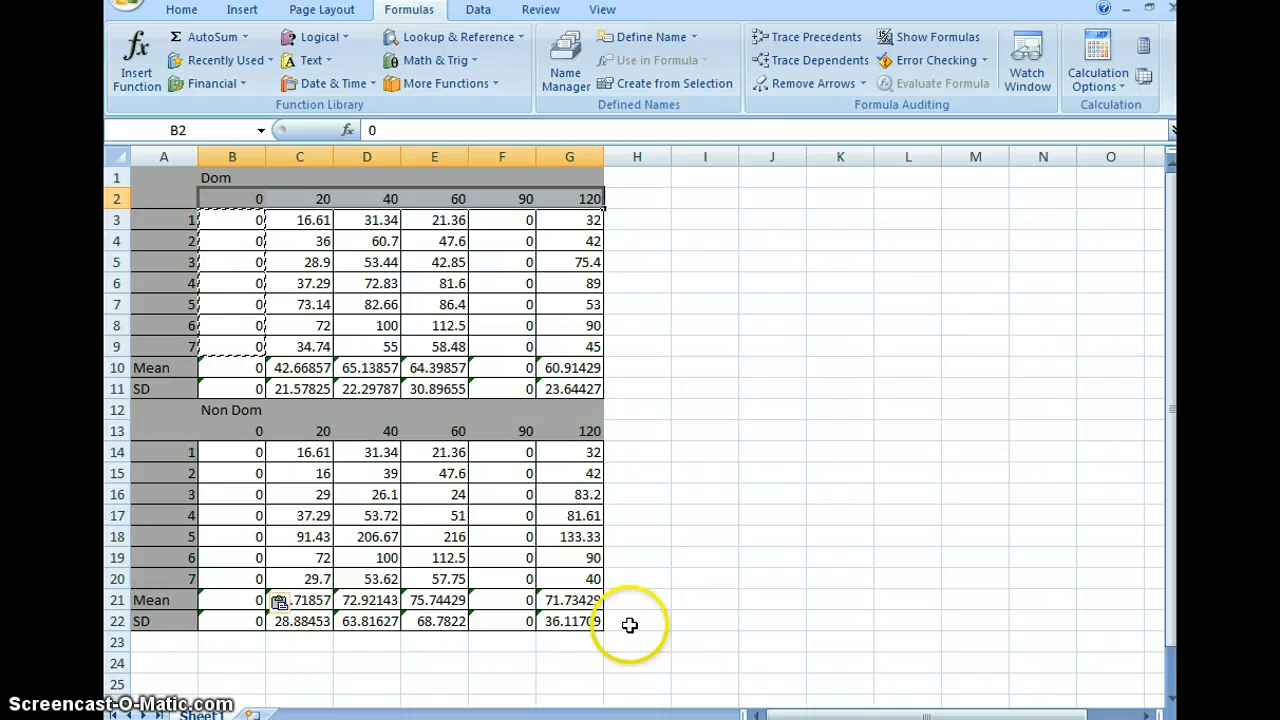 Home Insert Page Layout Formulas Data Review View
Insert Function
AutoSum
Recently Used
Financial
Logical
Text
Date & Time
Lookup & Reference
Math & Trig
More Functions
Function Library
Name Manager
Define Name
Use in Formula
Create from Selection
Defined Names
Trace Precedents
Trace Dependents
Remove Arrows
Show Formulas
Error Checking
Evaluate Formula
Formula Auditing
Watch Window
Calculation Options
Calculation
B2 fx 0
A B C D E F G H I J K L M N O
1 Dom
2 0 20 40 60 90 120
3 1 0 16.61 31.34 21.36 0 32
4 2 0 36 60.7 47.6 0 42
5 3 0 28.9 53.44 42.85 0 75.4
6 4 0 37.29 72.83 81.6 0 89
7 5 0 73.14 82.66 86.4 0 53
8 6 0 72 100 112.5 0 90
9 7 0 34.74 55 58.48 0 45
10 Mean 0 42.66857 65.13857 64.39857 0 60.91429
11 SD 0 21.57825 22.29787 30.89655 0 23.64427
12 Non Dom
13 0 20 40 60 90 120
14 1 0 16.61 31.34 21.36 0 32
15 2 0 16 39 47.6 0 42
16 3 0 29 26.1 24 0 83.2
17 4 0 37.29 53.72 51 0 81.61
18 5 0 91.43 206.67 216 0 133.33
19 6 0 72 100 112.5 0 90
20 7 0 29.7 53.62 57.75 0 40
21 Mean 0 .71857 72.92143 75.74429 0 71.73429
22 SD 0 28.88453 63.81627 68.7822 0 36.11709
23
24
25
Sheet1
Screencast-O-Matic.com